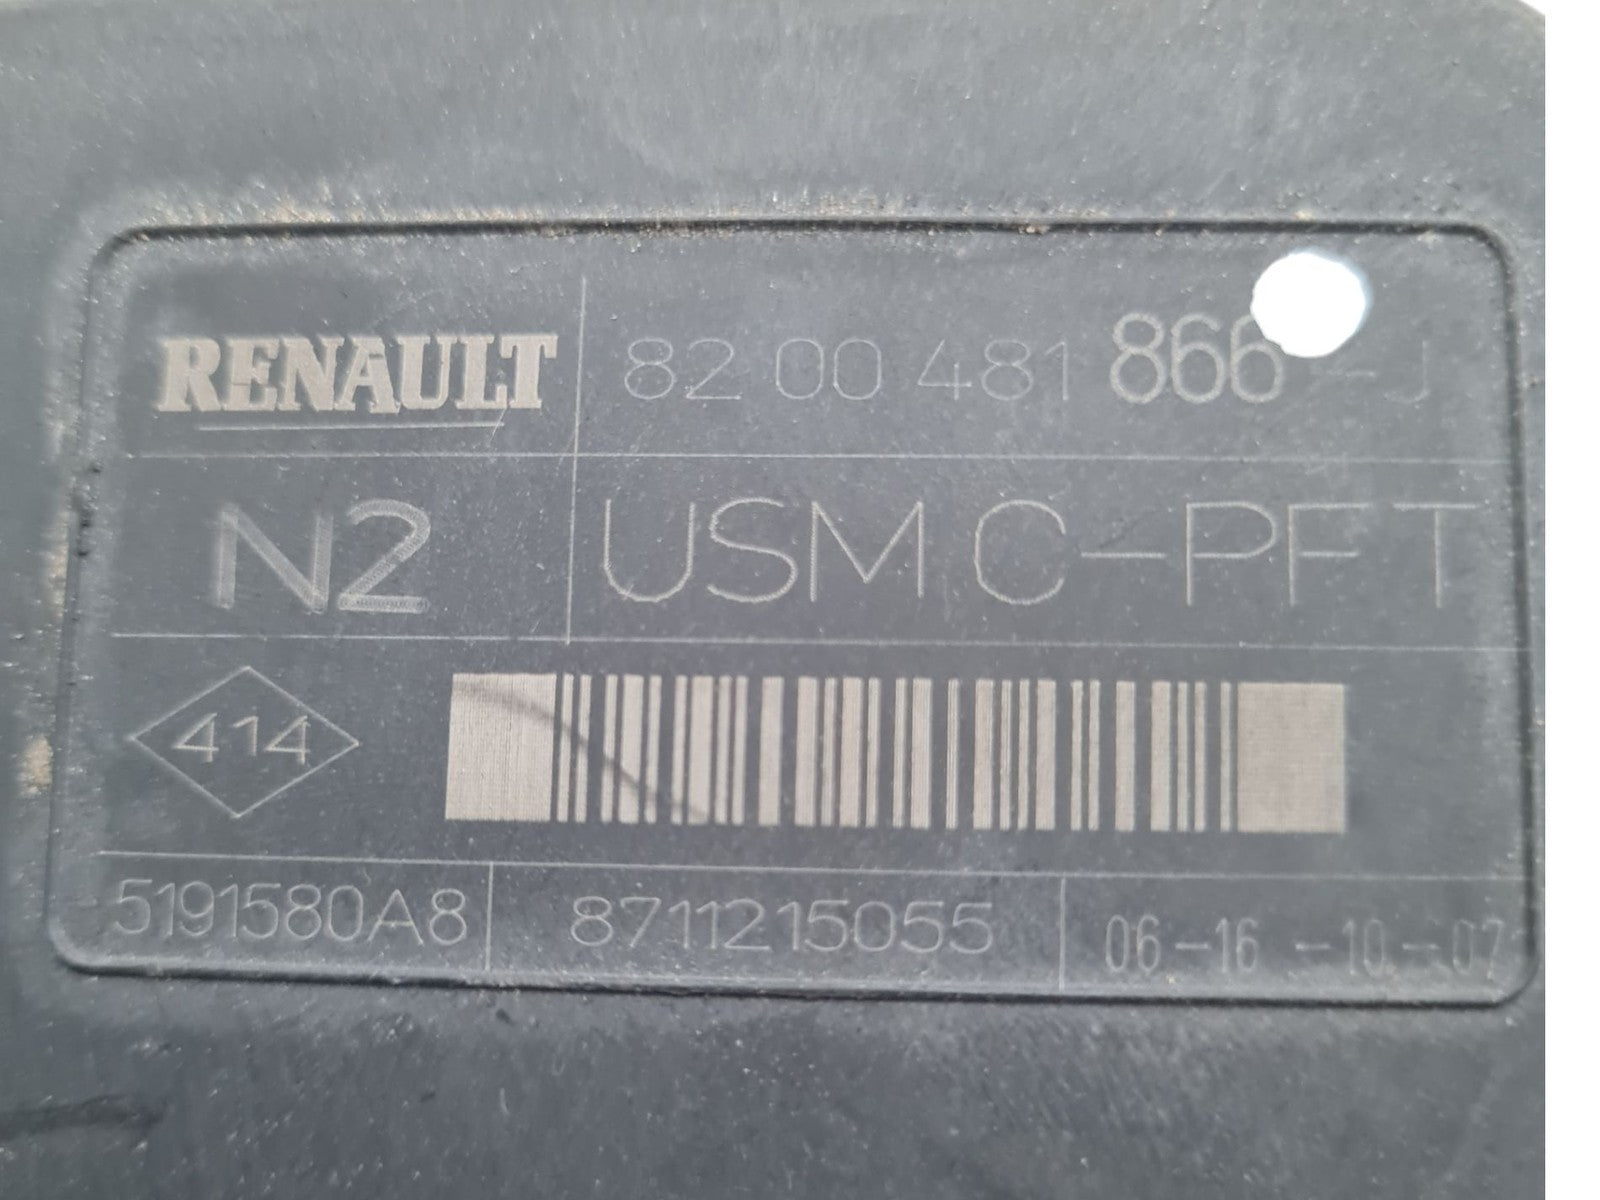 RENAULT 82 00 481 866 -J
N2 USM C-PFT
414
5191580A8 8711215055 06-16-10-07